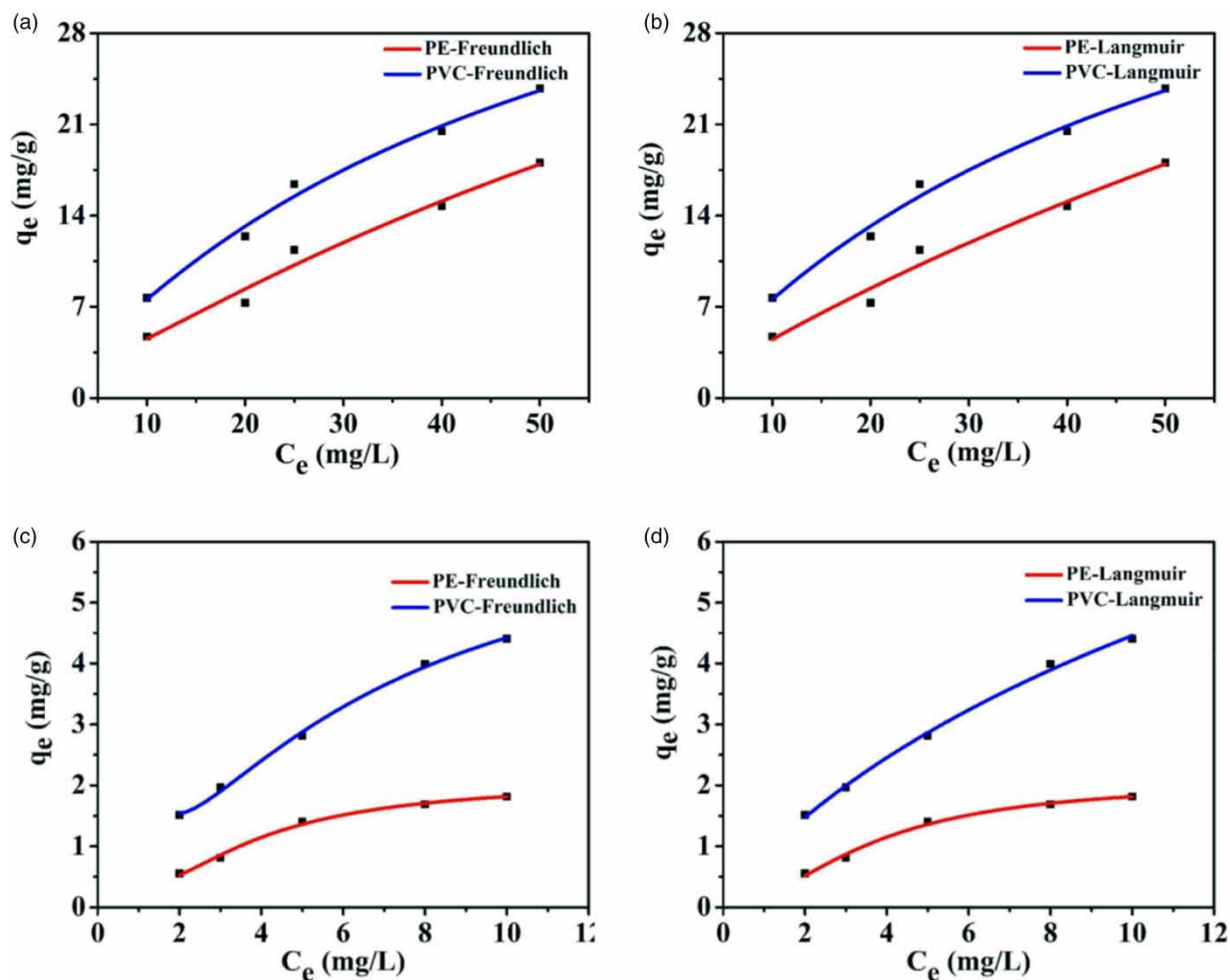 (a)
28
21
14
7
0
qe (mg/g)
PE-Freundlich
PVC-Freundlich
10 20 30 40 50
Ce (mg/L)
(b)
28
21
14
7
0
qe (mg/g)
PE-Langmuir
PVC-Langmuir
10 20 30 40 50
Ce (mg/L)
(c)
6
5
4
3
2
1
0
qe (mg/g)
PE-Freundlich
PVC-Freundlich
0 2 4 6 8 10 12
Ce (mg/L)
(d)
6
5
4
3
2
1
0
qe (mg/g)
PE-Langmuir
PVC-Langmuir
0 2 4 6 8 10 12
Ce (mg/L)